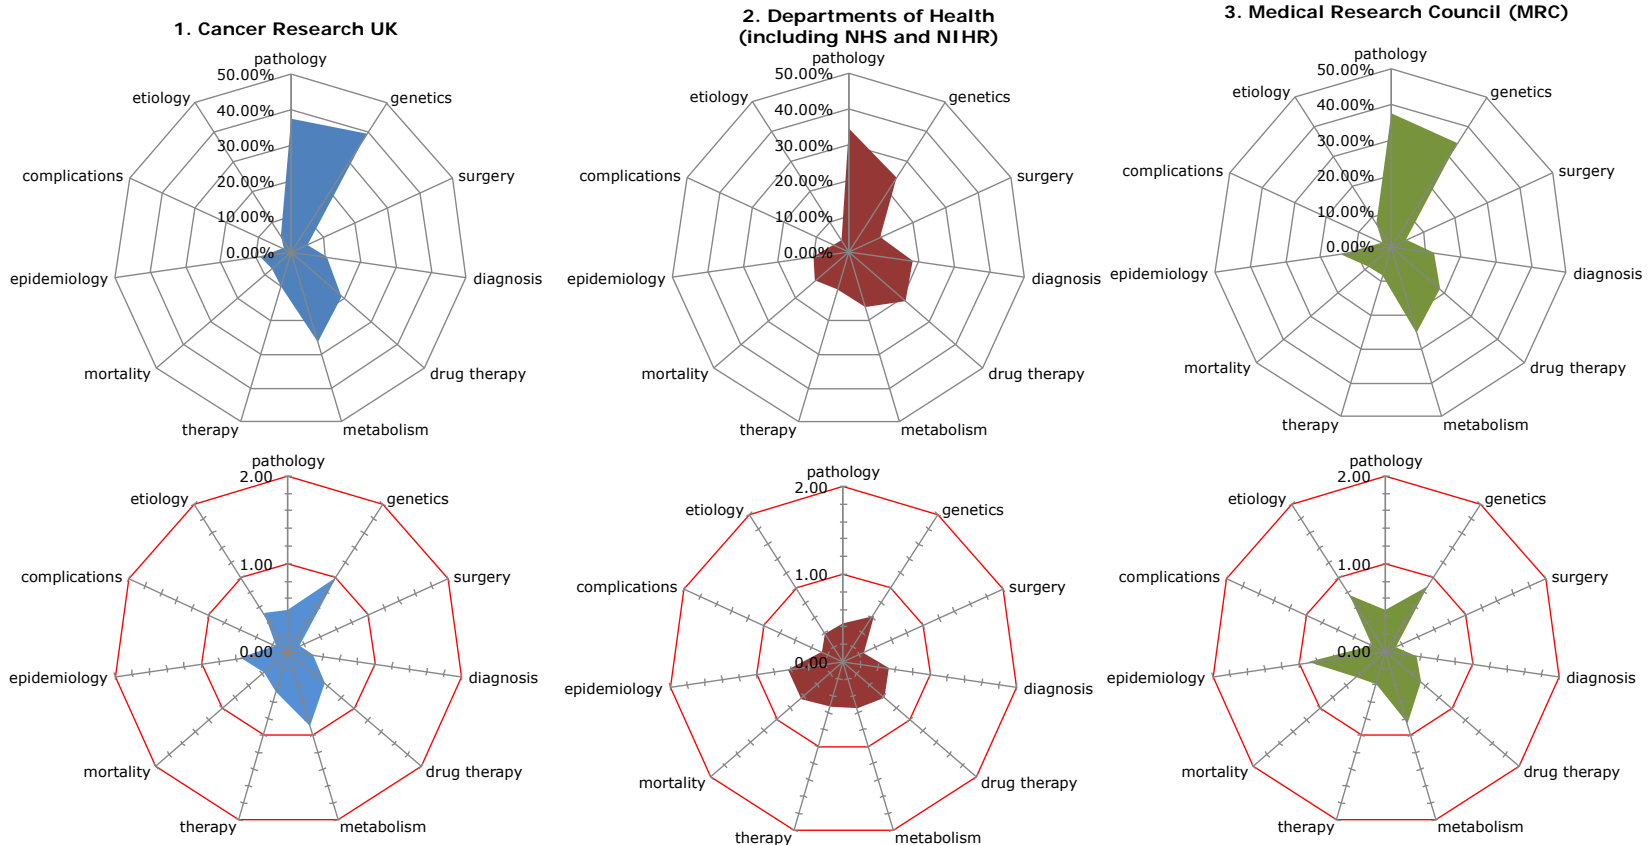 1. Cancer Research UK
pathology
50.00%
40.00%
30.00%
20.00%
10.00%
0.00%
genetics
surgery
diagnosis
drug therapy
metabolism
therapy
mortality
epidemiology
complications
etiology
2. Departments of Health
(including NHS and NIHR)
pathology
50.00%
40.00%
30.00%
20.00%
10.00%
0.00%
genetics
surgery
diagnosis
drug therapy
metabolism
therapy
mortality
epidemiology
complications
etiology
3. Medical Research Council (MRC)
pathology
50.00%
40.00%
30.00%
20.00%
10.00%
0.00%
genetics
surgery
diagnosis
drug therapy
metabolism
therapy
mortality
epidemiology
complications
etiology
pathology
2.00
1.00
0.00
genetics
surgery
diagnosis
drug therapy
metabolism
therapy
mortality
epidemiology
complications
etiology
pathology
2.00
1.00
0.00
genetics
surgery
diagnosis
drug therapy
metabolism
therapy
mortality
epidemiology
complications
etiology
pathology
2.00
1.00
0.00
genetics
surgery
diagnosis
drug therapy
metabolism
therapy
mortality
epidemiology
complications
etiology